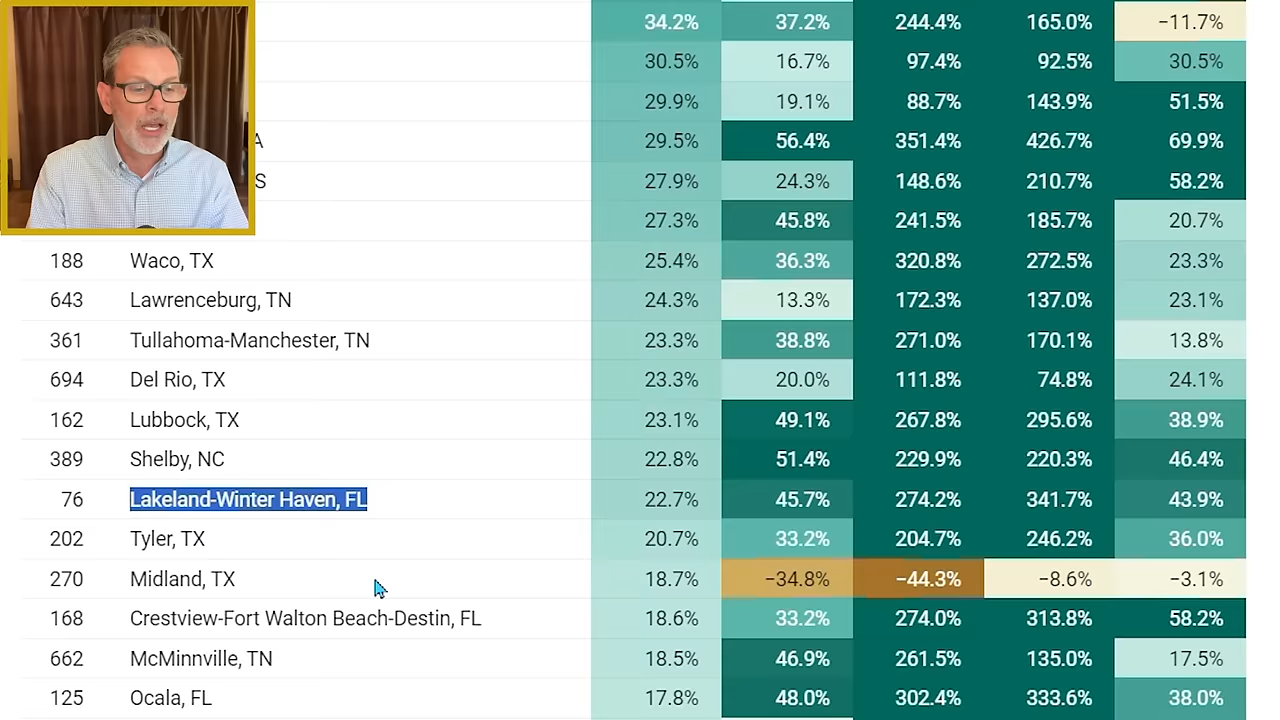 34.2% 37.2% 244.4% 165.0% −11.7%
30.5% 16.7% 97.4% 92.5% 30.5%
29.9% 19.1% 88.7% 143.9% 51.5%
A 29.5% 56.4% 351.4% 426.7% 69.9%
S 27.9% 24.3% 148.6% 210.7% 58.2%
27.3% 45.8% 241.5% 185.7% 20.7%
188 Waco, TX 25.4% 36.3% 320.8% 272.5% 23.3%
643 Lawrenceburg, TN 24.3% 13.3% 172.3% 137.0% 23.1%
361 Tullahoma-Manchester, TN 23.3% 38.8% 271.0% 170.1% 13.8%
694 Del Rio, TX 23.3% 20.0% 111.8% 74.8% 24.1%
162 Lubbock, TX 23.1% 49.1% 267.8% 295.6% 38.9%
389 Shelby, NC 22.8% 51.4% 229.9% 220.3% 46.4%
76 Lakeland-Winter Haven, FL 22.7% 45.7% 274.2% 341.7% 43.9%
202 Tyler, TX 20.7% 33.2% 204.7% 246.2% 36.0%
270 Midland, TX 18.7% −34.8% −44.3% −8.6% −3.1%
168 Crestview-Fort Walton Beach-Destin, FL 18.6% 33.2% 274.0% 313.8% 58.2%
662 McMinnville, TN 18.5% 46.9% 261.5% 135.0% 17.5%
125 Ocala, FL 17.8% 48.0% 302.4% 333.6% 38.0%